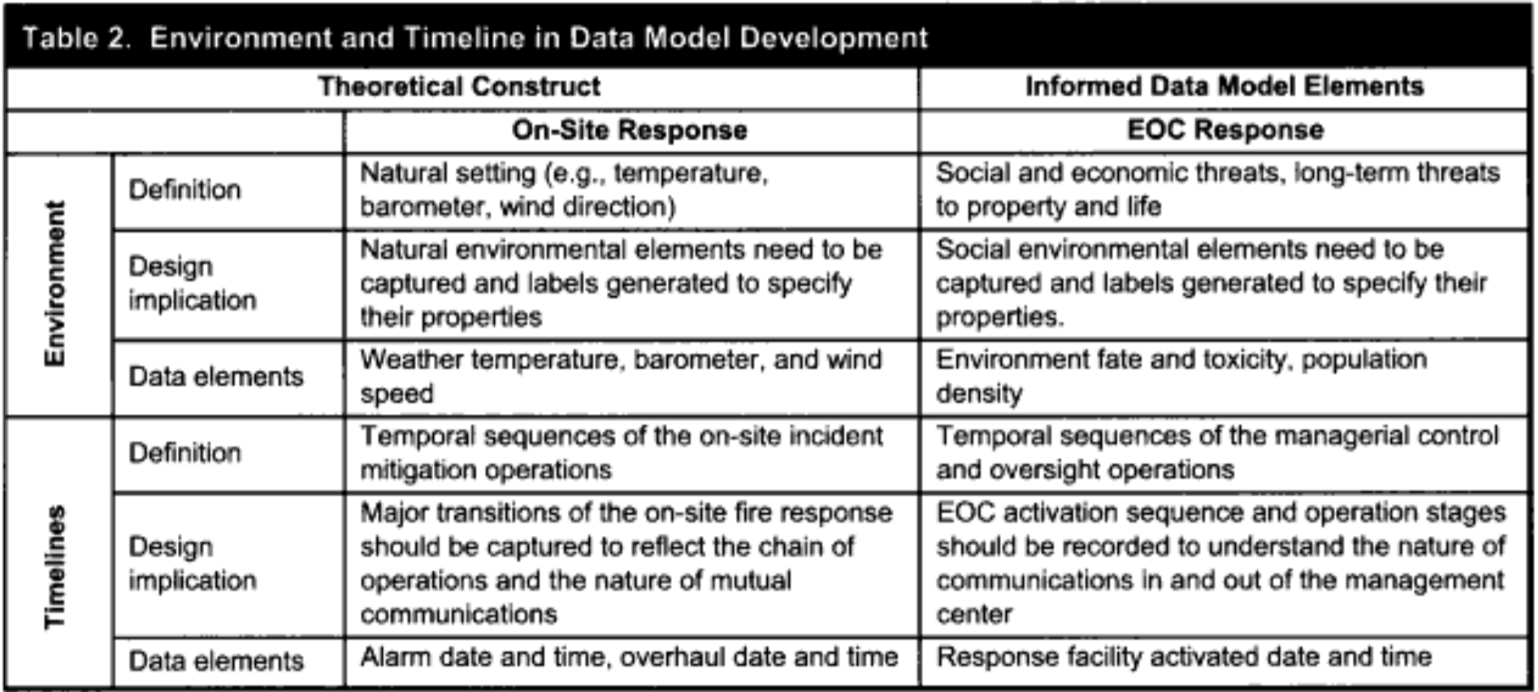 Table 2. Environment and Timeline in Data Model Development
Theoretical Construct
Informed Data Model Elements
On-Site Response
EOC Response
Environment
Definition
Natural setting (e.g., temperature,
barometer, wind direction)
Social and economic threats, long-term threats
to property and life
Design
implication
Natural environmental elements need to be
captured and labels generated to specify
their properties
Social environmental elements need to be
captured and labels generated to specify their
properties.
Data elements
Weather temperature, barometer, and wind
speed
Environment fate and toxicity, population
density
Timelines
Definition
Temporal sequences of the on-site incident
mitigation operations
Temporal sequences of the managerial control
and oversight operations
Design
implication
Major transitions of the on-site fire response
should be captured to reflect the chain of
operations and the nature of mutual
communications
EOC activation sequence and operation stages
should be recorded to understand the nature of
communications in and out of the management
center
Data elements
Alarm date and time, overhaul date and time
Response facility activated date and time